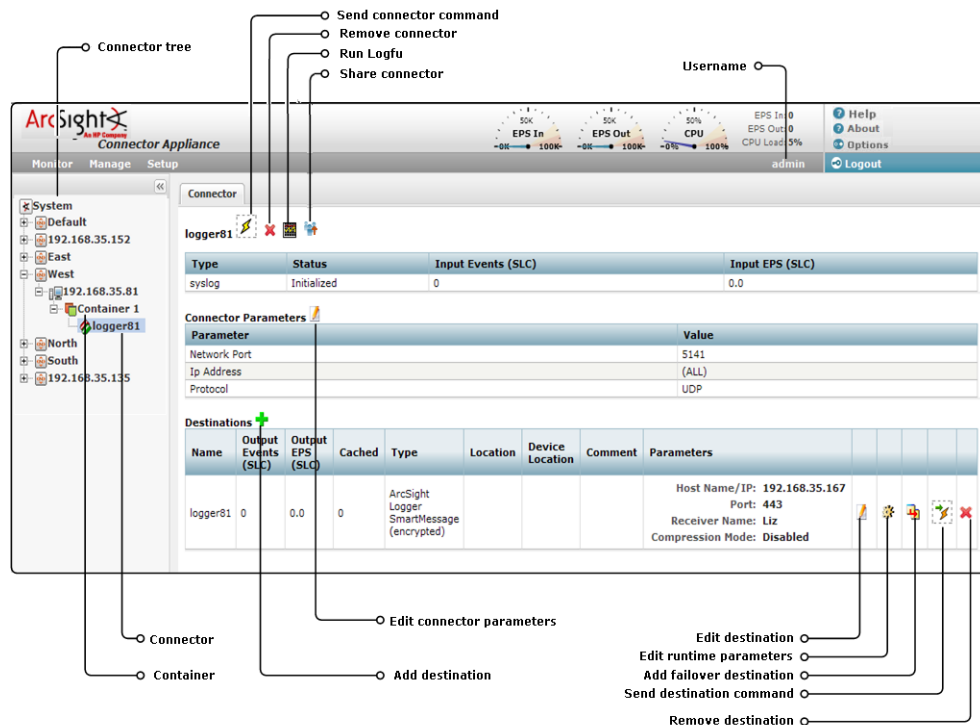 Send connector command
Remove connector
Connector tree
Run Logfu
Share connector
Username
ArcSight
An HP Company
Connector Appliance
50K
EPS In
-0K 100K-
50K
EPS Out
-0K 100K-
50%
CPU
-0% 100%
EPS In: 0
EPS Out: 0
CPU Load: 5%
Help
About
Options
Monitor Manage Setup
admin
Logout
System
Default
192.168.35.152
East
West
192.168.35.81
Container 1
logger81
North
South
192.168.35.135
Connector
logger81
Type Status Input Events (SLC) Input EPS (SLC)
syslog Initialized 0 0.0
Connector Parameters
Parameter Value
Network Port 5141
Ip Address (ALL)
Protocol UDP
Destinations
Name Output Events (SLC) Output EPS (SLC) Cached Type Location Device Location Comment Parameters
logger81 0 0.0 0 ArcSight Logger SmartMessage (encrypted)
Host Name/IP: 192.168.35.167
Port: 443
Receiver Name: Liz
Compression Mode: Disabled
Edit connector parameters
Connector
Edit destination
Edit runtime parameters
Container
Add destination
Add failover destination
Send destination command
Remove destination